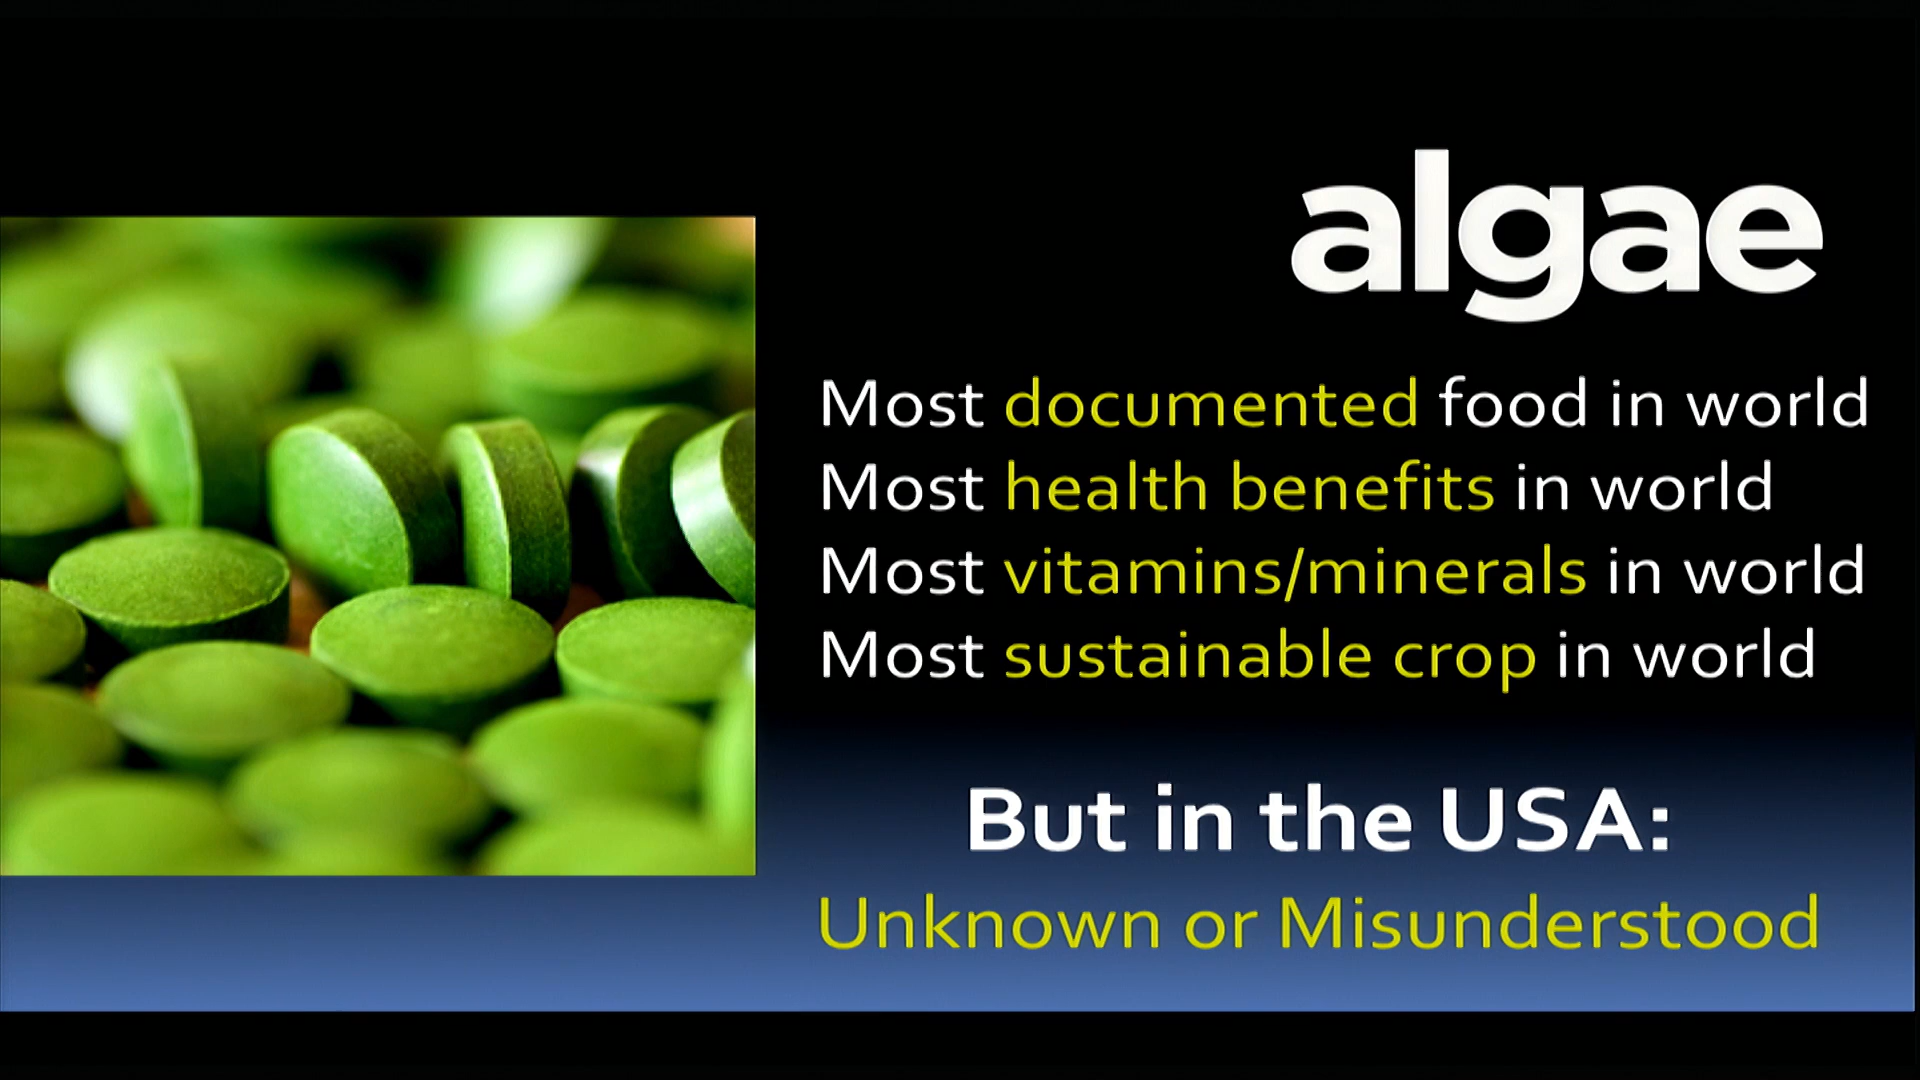 algae
Most documented food in world
Most health benefits in world
Most vitamins/minerals in world
Most sustainable crop in world
But in the USA:
Unknown or Misunderstood